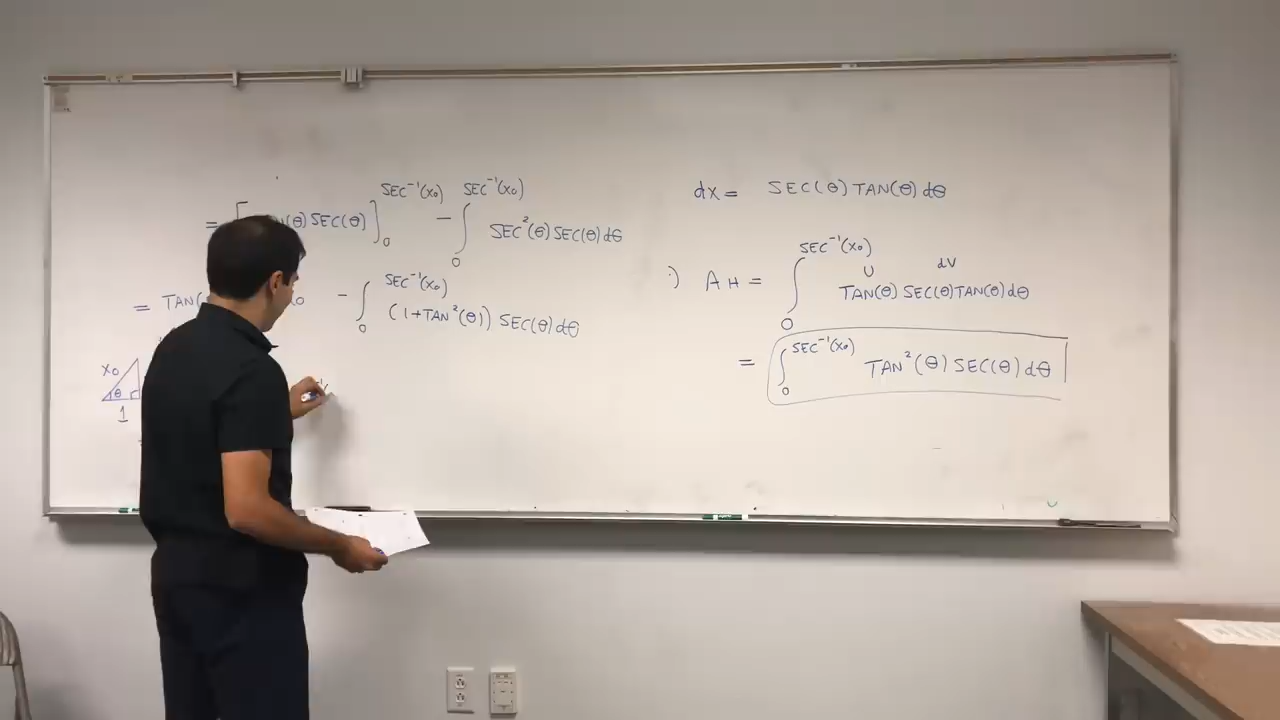 = [ (θ) SEC(θ) ]₀^SEC⁻¹(x₀) - ∫₀^SEC⁻¹(x₀) SEC²(θ) SEC(θ) dθ
= TAN( x₀ - ∫₀^SEC⁻¹(x₀) (1+TAN²(θ)) SEC(θ) dθ
x₀
θ
1
dx = SEC(θ) TAN(θ) dθ
U dV
∴) A H = ∫₀^SEC⁻¹(x₀) TAN(θ) SEC(θ) TAN(θ) dθ
= ∫₀^SEC⁻¹(x₀) TAN²(θ) SEC(θ) dθ